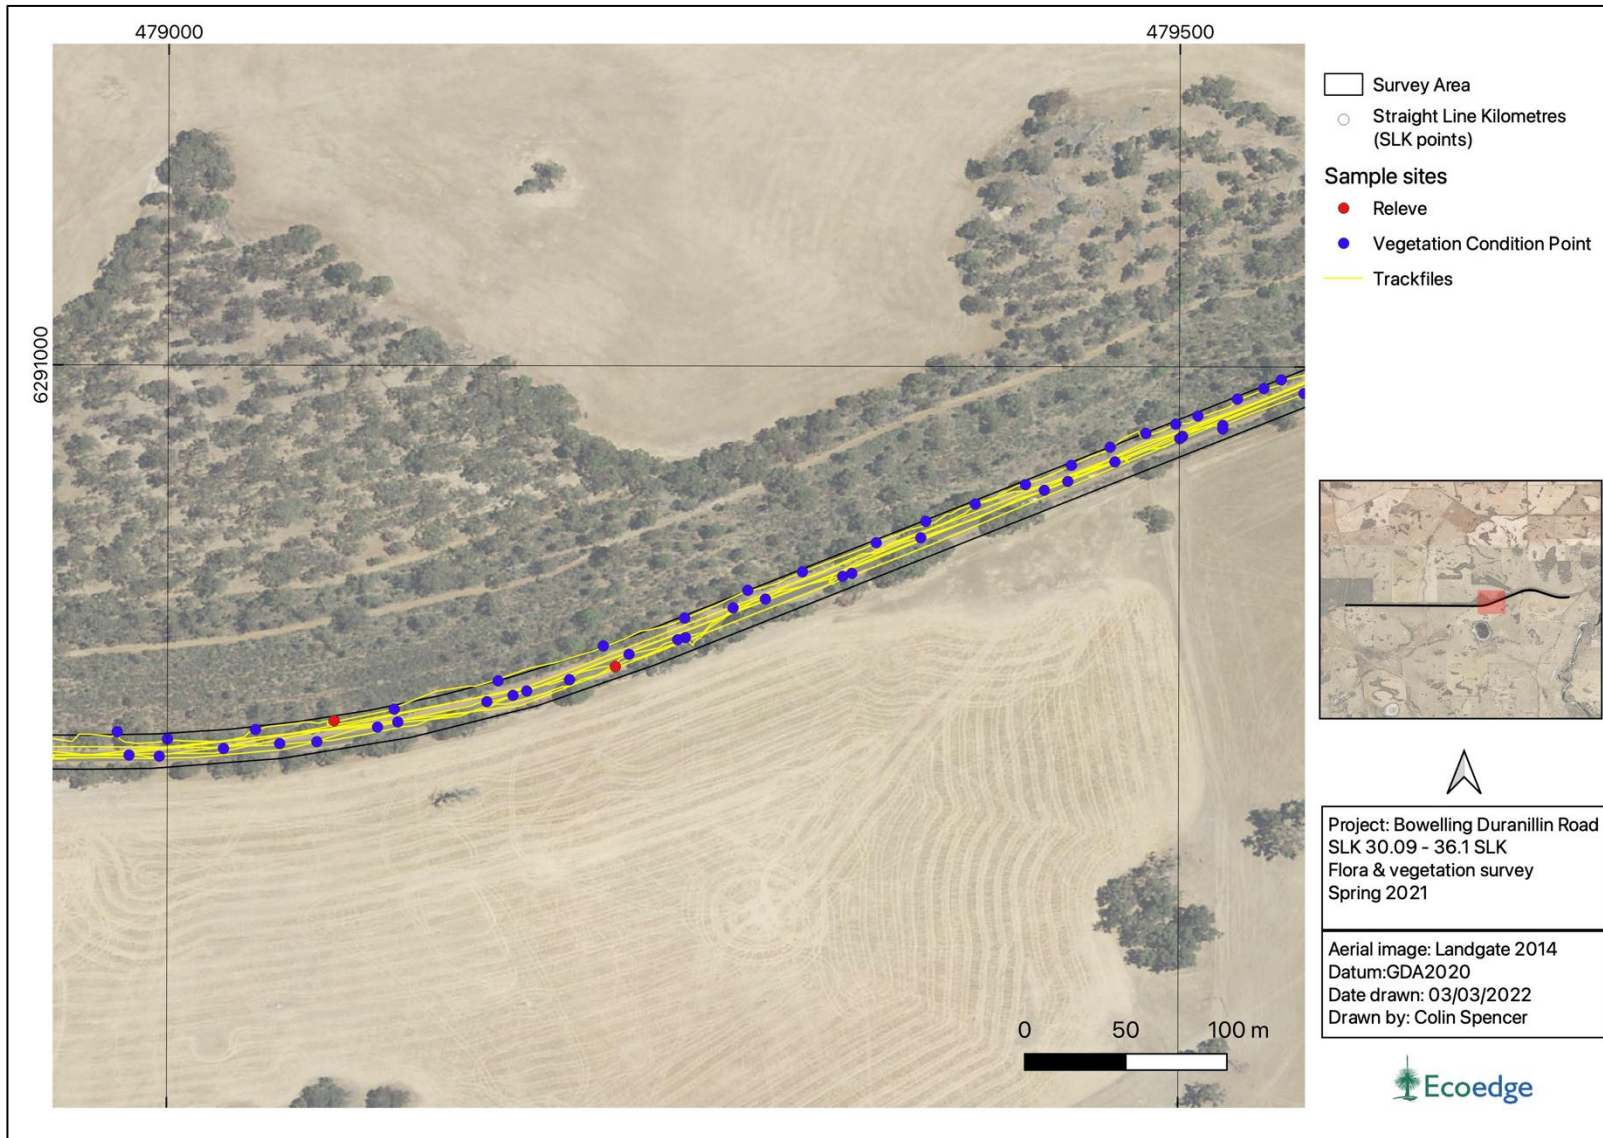 479000
479500
6291000
Survey Area
Straight Line Kilometres
(SLK points)
Sample sites
Releve
Vegetation Condition Point
Trackfiles
Project: Bowelling Duranillin Road
SLK 30.09 - 36.1 SLK
Flora & vegetation survey
Spring 2021
Aerial image: Landgate 2014
Datum:GDA2020
Date drawn: 03/03/2022
Drawn by: Colin Spencer
0 50 100 m
Ecoedge